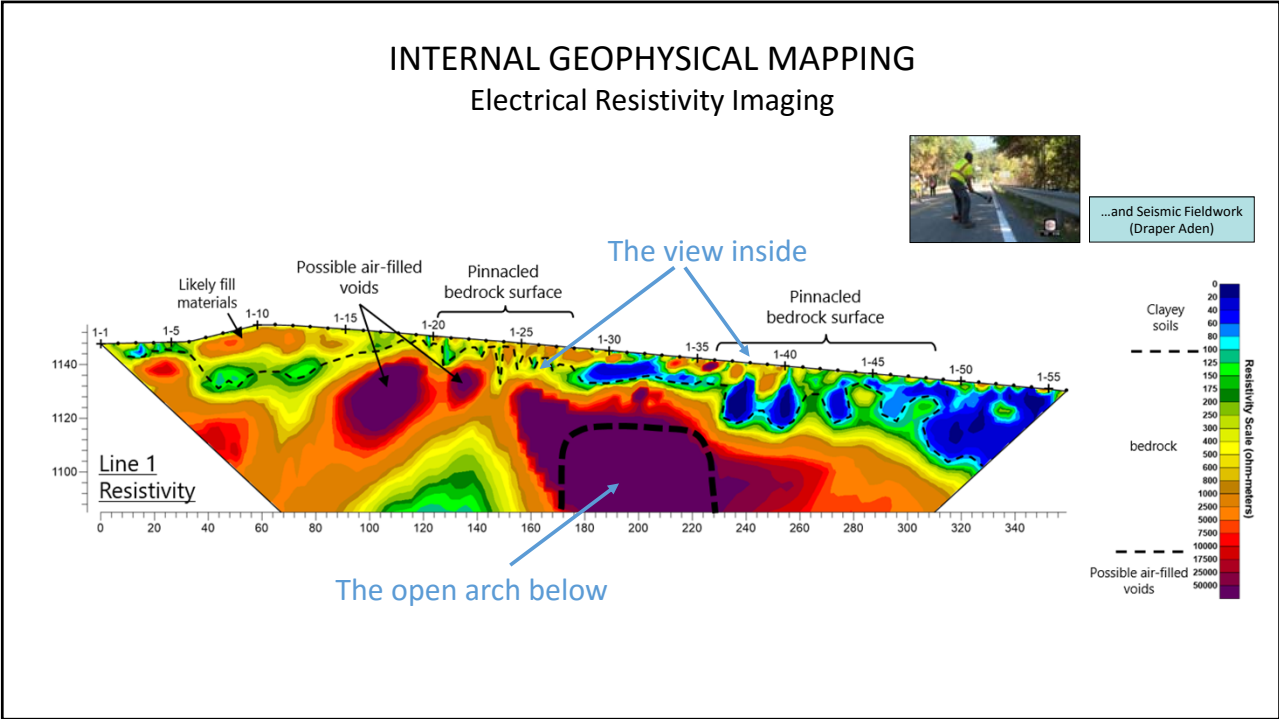 INTERNAL GEOPHYSICAL MAPPING
Electrical Resistivity Imaging
…and Seismic Fieldwork
(Draper Aden)
The view inside
Likely fill
materials
Possible air-filled
voids
Pinnacled
bedrock surface
Pinnacled
bedrock surface
1-1
1-5
1-10
1-15
1-20
1-25
1-30
1-35
1-40
1-45
1-50
1-55
1140
1120
1100
Line 1
Resistivity
0 20 40 60 80 100 120 140 160 180 200 220 240 260 280 300 320 340
The open arch below
Clayey
soils
bedrock
Possible air-filled
voids
0
20
40
60
80
100
125
150
175
200
250
300
400
500
600
800
1000
2500
5000
7500
10000
17500
25000
50000
Resistivity Scale (ohm-meters)